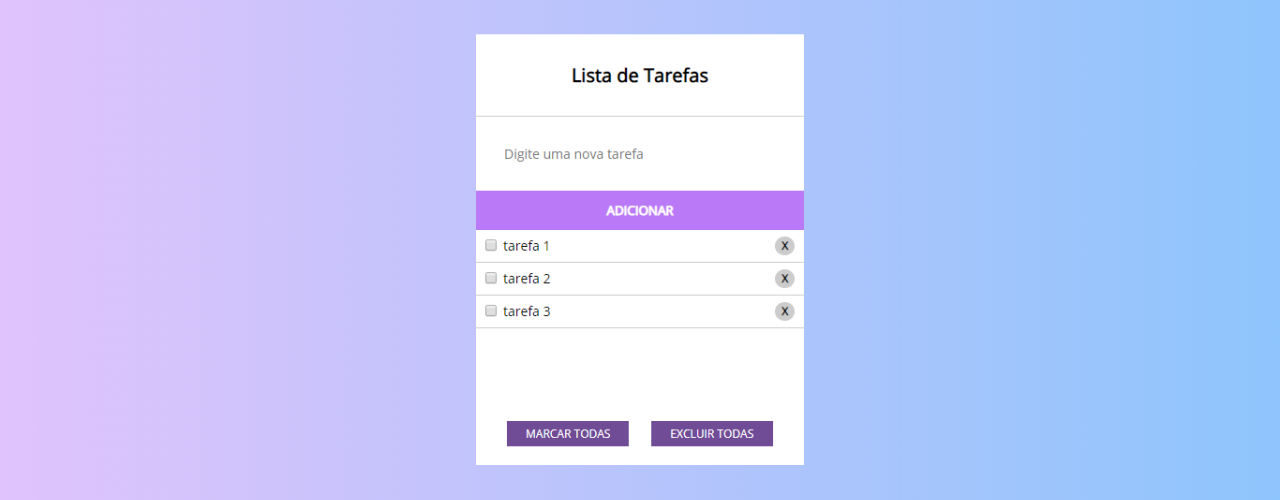 Lista de Tarefas
Digite uma nova tarefa
ADICIONAR
tarefa 1 X
tarefa 2 X
tarefa 3 X
MARCAR TODAS EXCLUIR TODAS